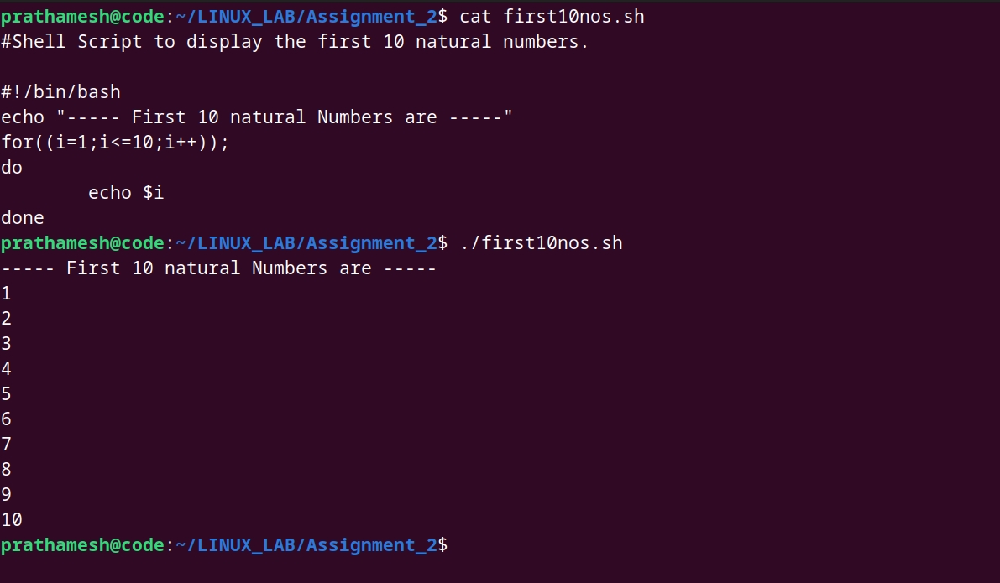 prathamesh@code:~/LINUX_LAB/Assignment_2$ cat first10nos.sh
#Shell Script to display the first 10 natural numbers.

#!/bin/bash
echo "----- First 10 natural Numbers are -----"
for((i=1;i<=10;i++));
do
        echo $i
done
prathamesh@code:~/LINUX_LAB/Assignment_2$ ./first10nos.sh
----- First 10 natural Numbers are -----
1
2
3
4
5
6
7
8
9
10
prathamesh@code:~/LINUX_LAB/Assignment_2$